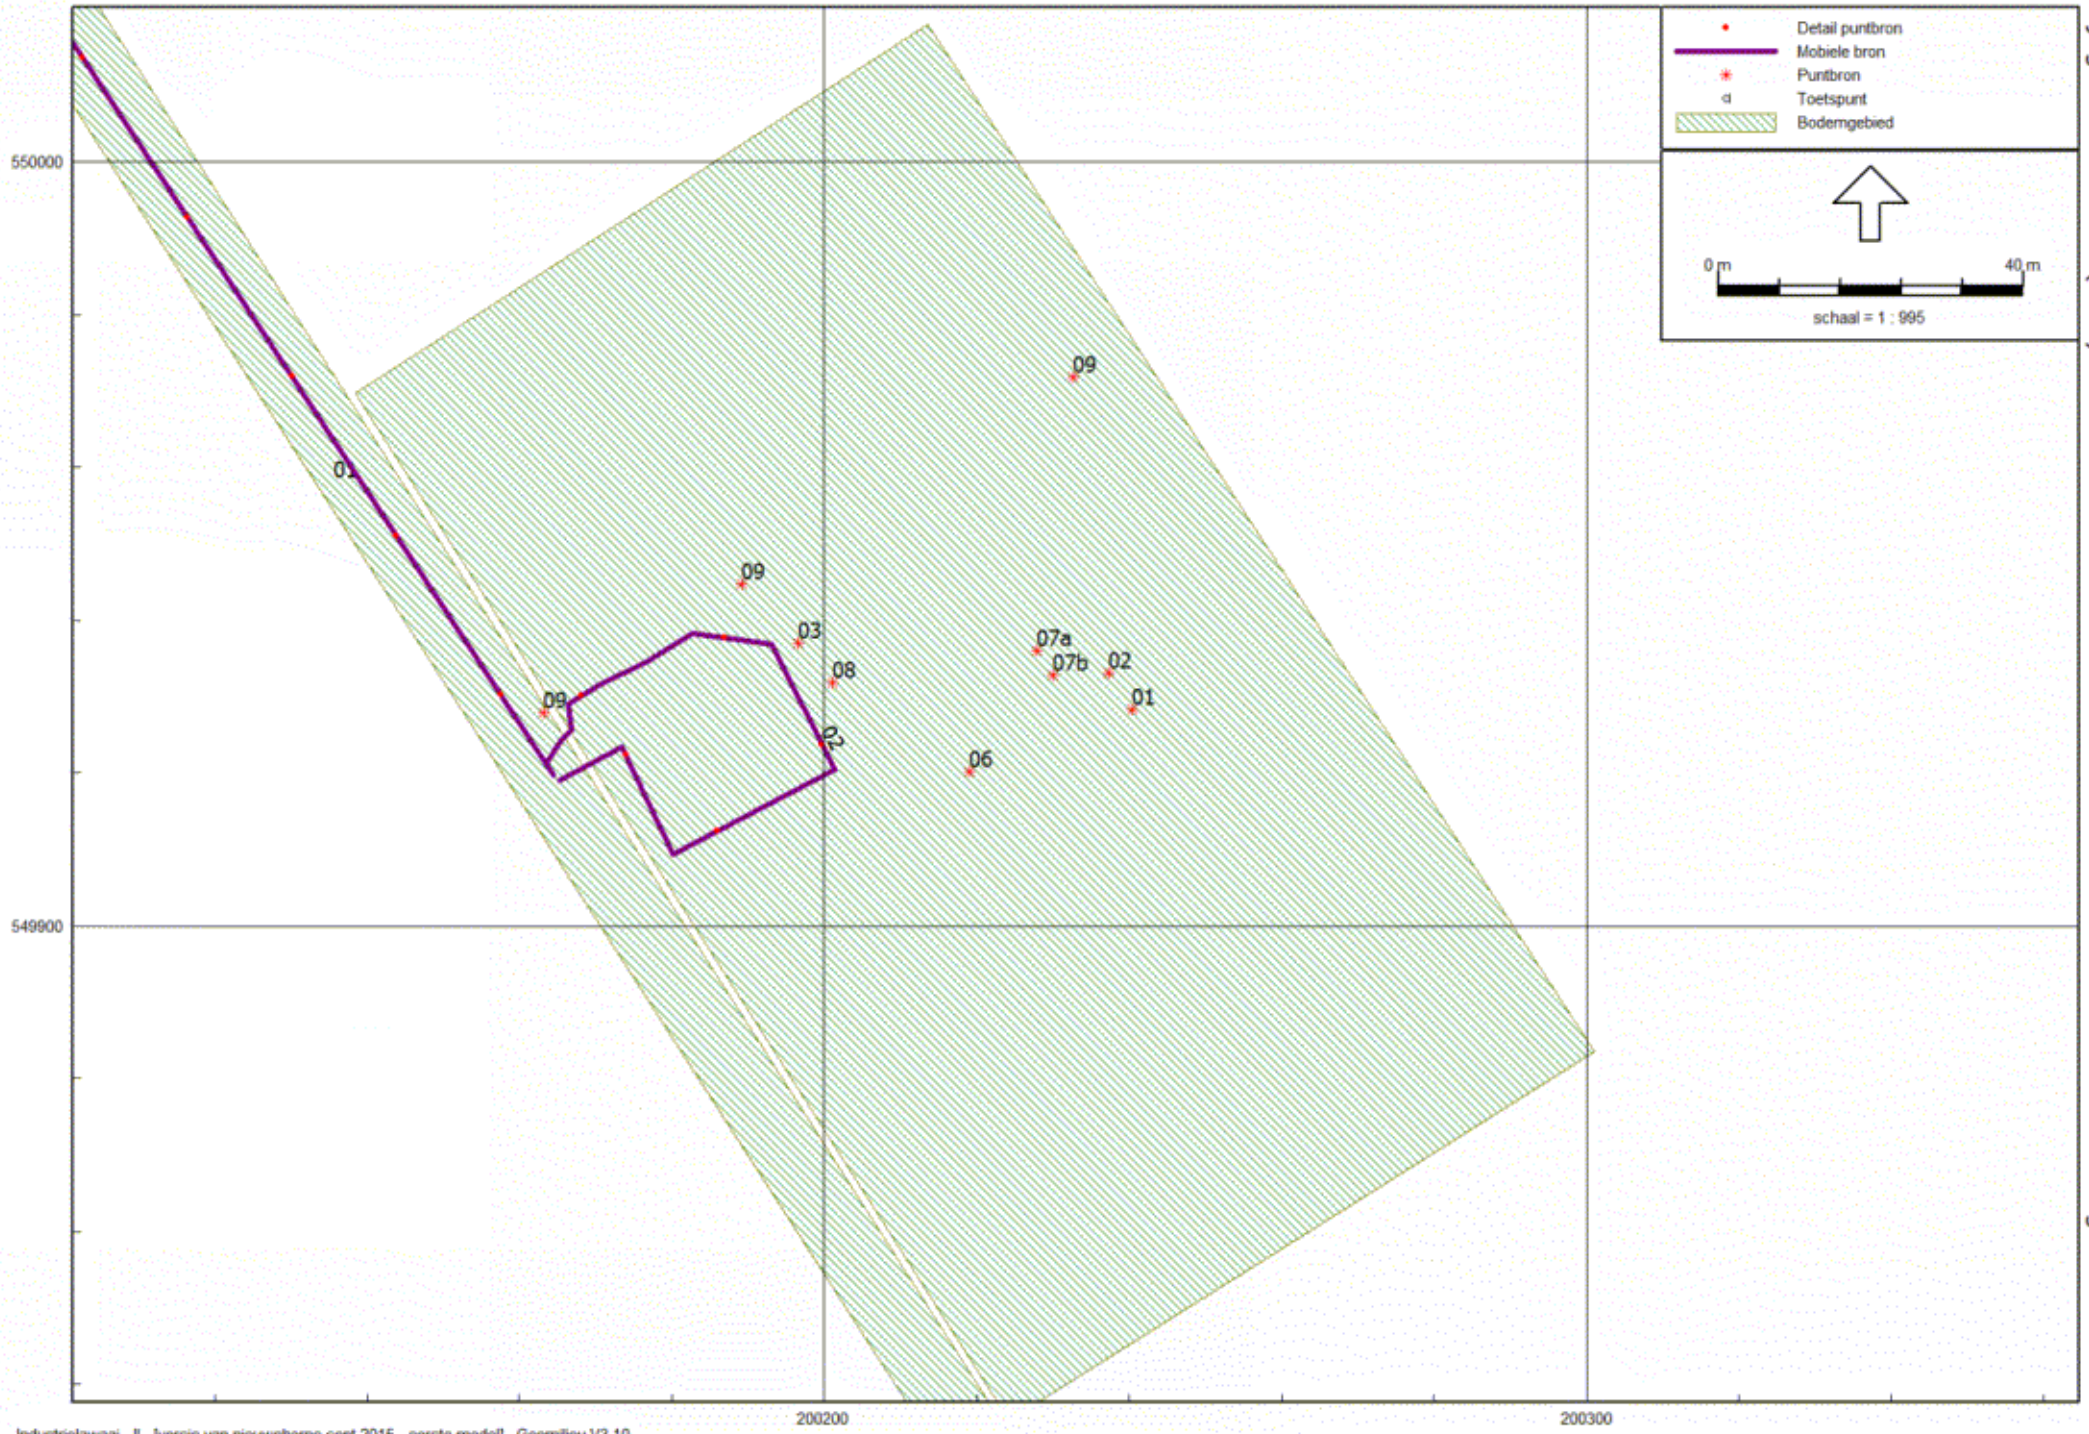 Detail puntbron
Mobiele bron
Puntbron
Toetspunt
Bodemgebied
0 m 40 m
schaal = 1 : 995
550000
09
01
09
03
07a
08
07b
02
09
01
02
06
549900
200200
200300